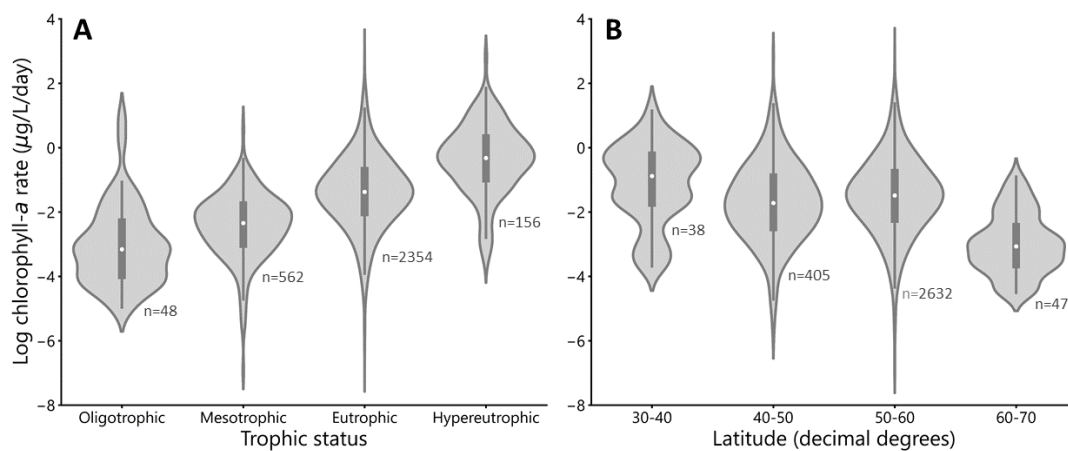 A
B
Log chlorophyll-a rate (μg/L/day)
4
2
0
−2
−4
−6
−8
n=48
n=562
n=2354
n=156
Oligotrophic Mesotrophic Eutrophic Hypereutrophic
Trophic status
4
2
0
−2
−4
−6
−8
n=38
n=405
n=2632
n=47
30-40 40-50 50-60 60-70
Latitude (decimal degrees)